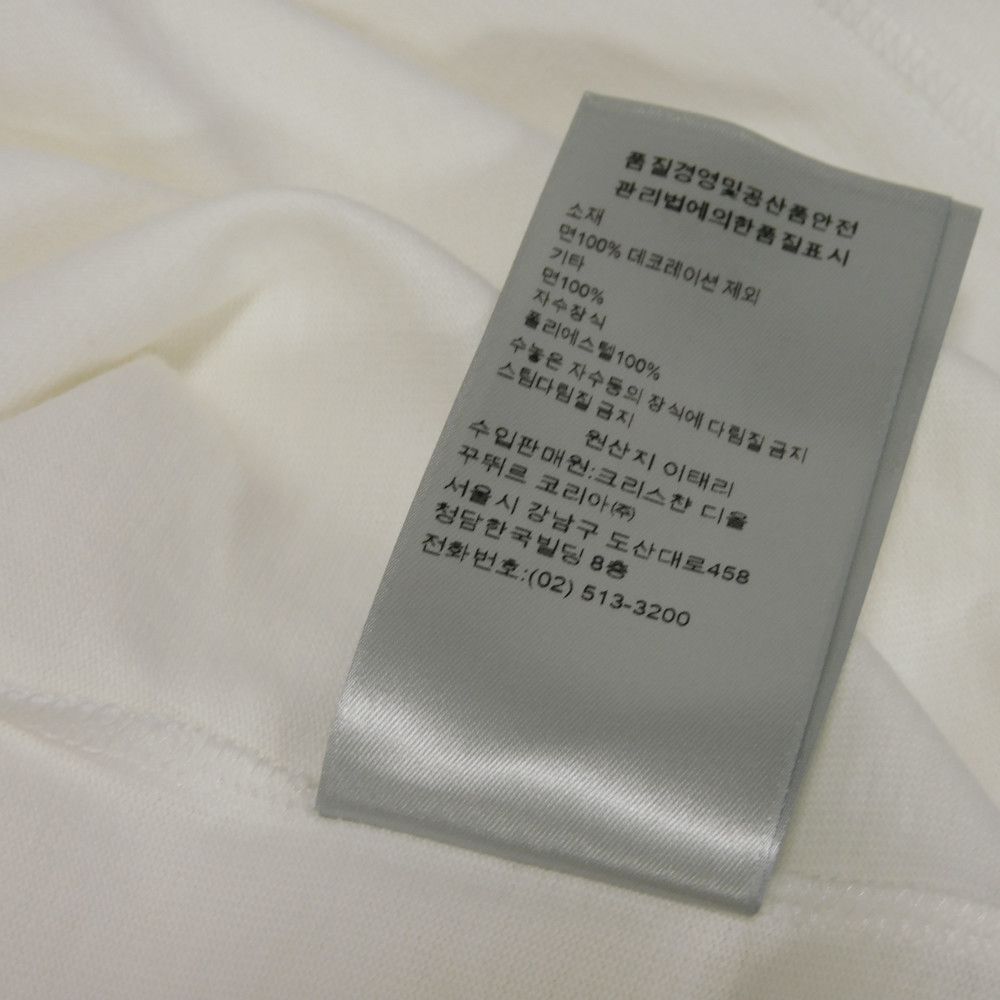 품질경영및공산품안전
관리법에의한품질표시
소재
면100% 데코레이션 제외
기타
면100%
자수장식
폴리에스텔100%
수놓은 자수등의 장식에 다림질 금지
스팀다림질 금지
원산지 이태리
수입판매원:크리스챤 디올
꾸뛰르 코리아(주)
서울시 강남구 도산대로458
청담한국빌딩 8층
전화번호:(02) 513-3200